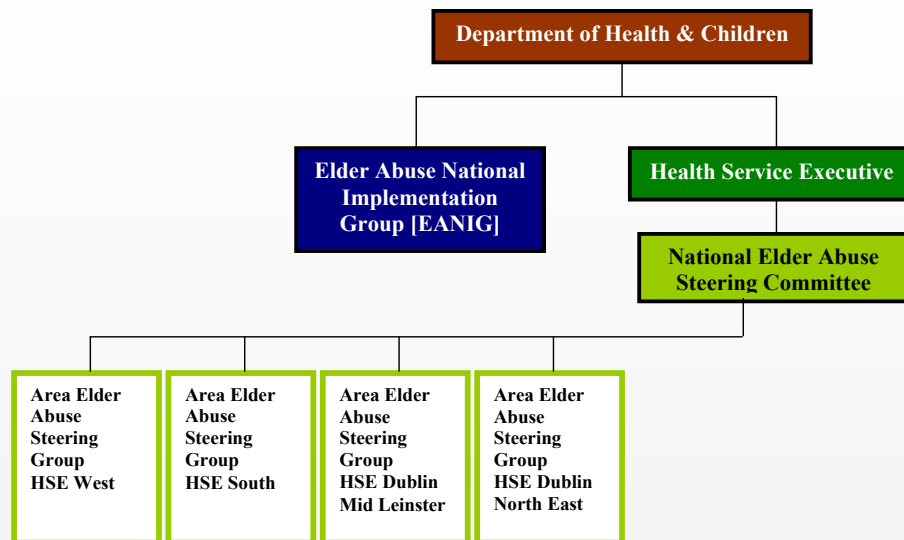 Department of Health & Children
Elder Abuse National
Implementation
Group [EANIG]
Health Service Executive
National Elder Abuse
Steering Committee
Area Elder
Abuse
Steering
Group
HSE West
Area Elder
Abuse
Steering
Group
HSE South
Area Elder
Abuse
Steering
Group
HSE Dublin
Mid Leinster
Area Elder
Abuse
Steering
Group
HSE Dublin
North East